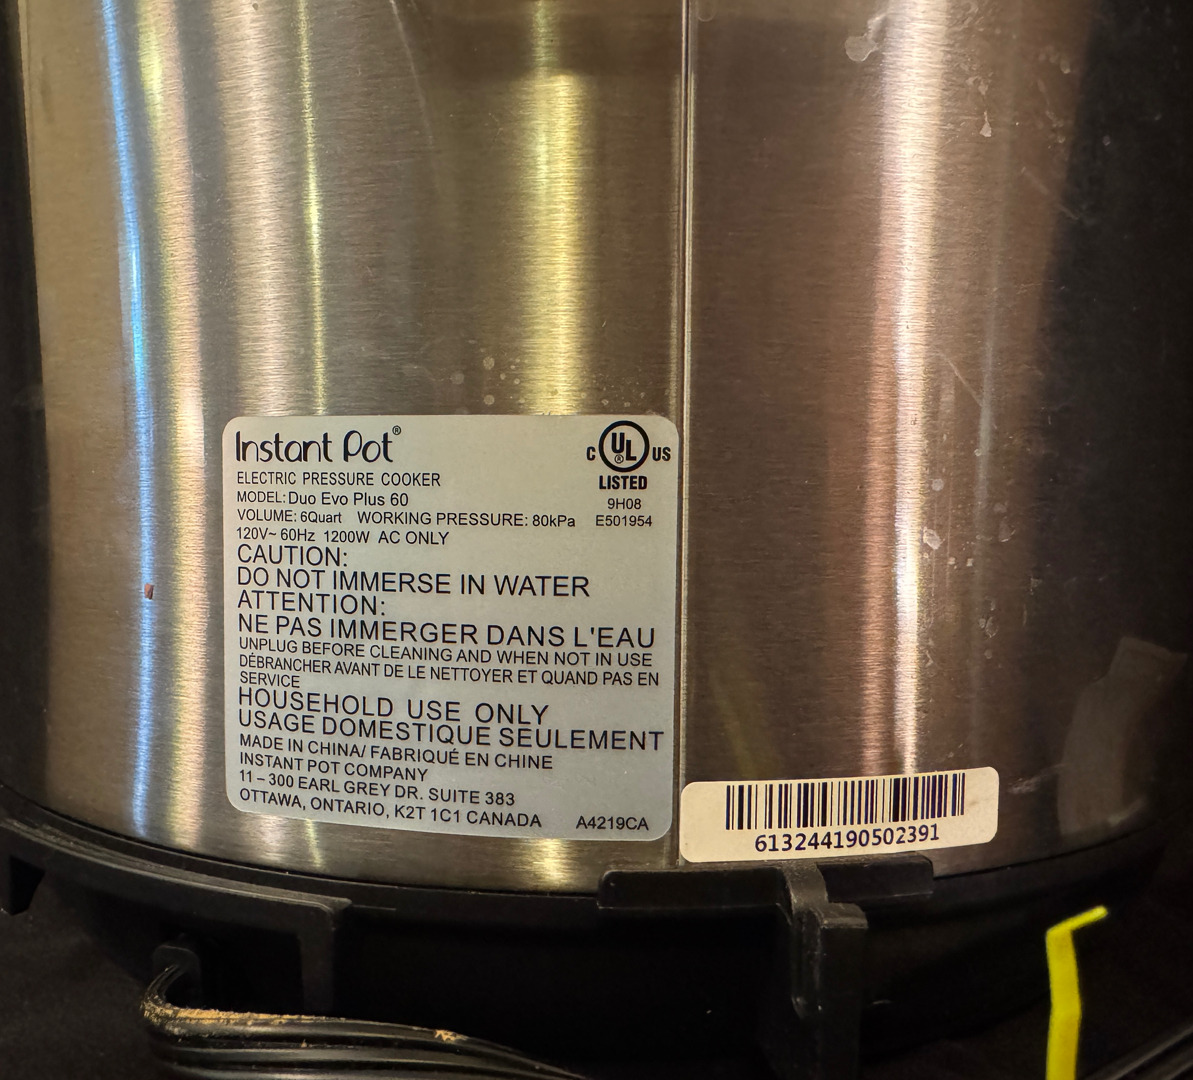 Instant Pot®
ELECTRIC PRESSURE COOKER
MODEL: Duo Evo Plus 60
VOLUME: 6Quart WORKING PRESSURE: 80kPa
120V~ 60Hz 1200W AC ONLY
C UL® US
LISTED
9H08
E501954
CAUTION:
DO NOT IMMERSE IN WATER
ATTENTION:
NE PAS IMMERGER DANS L'EAU
UNPLUG BEFORE CLEANING AND WHEN NOT IN USE
DÉBRANCHER AVANT DE LE NETTOYER ET QUAND PAS EN
SERVICE
HOUSEHOLD USE ONLY
USAGE DOMESTIQUE SEULEMENT
MADE IN CHINA/ FABRIQUÉ EN CHINE
INSTANT POT COMPANY
11 – 300 EARL GREY DR. SUITE 383
OTTAWA, ONTARIO, K2T 1C1 CANADA A4219CA
613244190502391